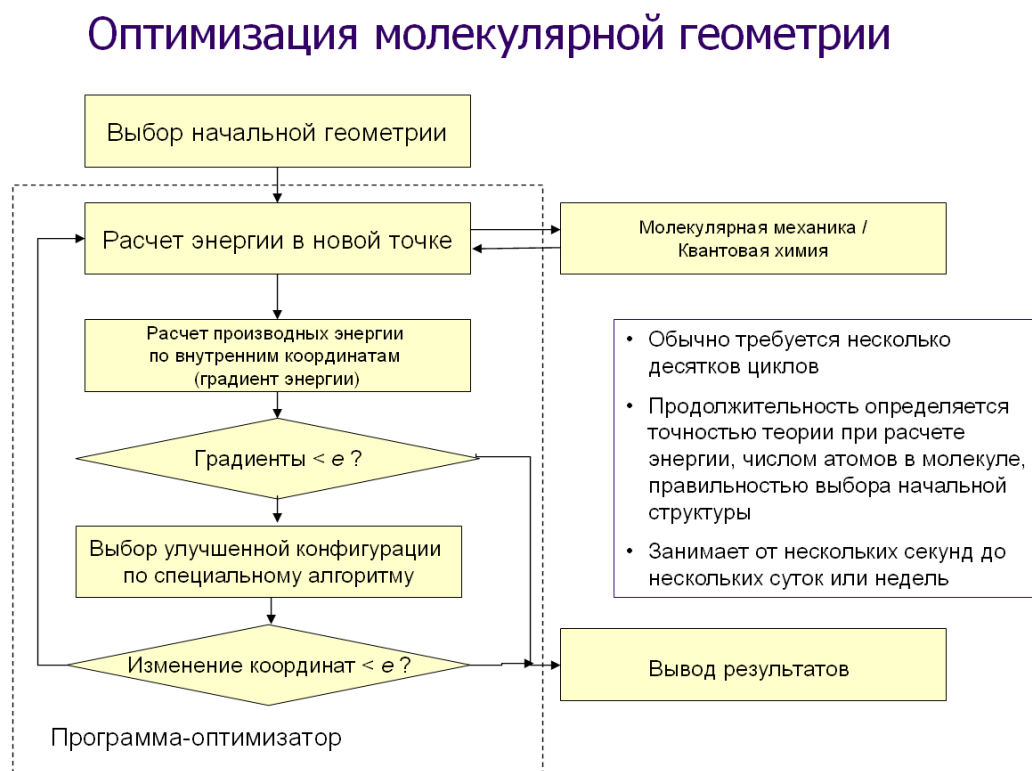 Оптимизация молекулярной геометрии
Выбор начальной геометрии
Расчет энергии в новой точке
Молекулярная механика /
Квантовая химия
Расчет производных энергии
по внутренним координатам
(градиент энергии)
Градиенты < e ?
Выбор улучшенной конфигурации
по специальному алгоритму
Изменение координат < e ?
Программа-оптимизатор
• Обычно требуется несколько
десятков циклов
• Продолжительность определяется
точностью теории при расчете
энергии, числом атомов в молекуле,
правильностью выбора начальной
структуры
• Занимает от нескольких секунд до
нескольких суток или недель
Вывод результатов